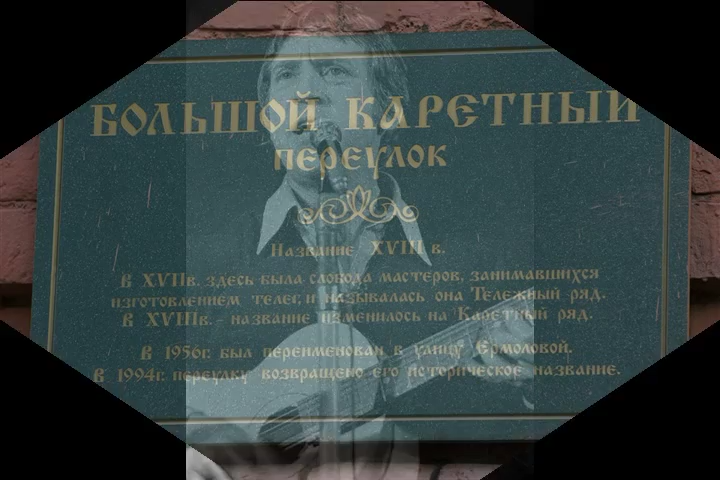 БОЛЬШОЙ КАРЕТНЫЙ
ПЕРЕУЛОК
Название XVIII в.
В XVIIв. здесь была слобода мастеров, занимавшихся
изготовлением телег, и называлась она Тележный ряд.
В XVIIIв. - название изменилось на Каретный ряд.
В 1956г. был переименован в улицу Ермоловой.
В 1994г. переулку возвращено его историческое название.